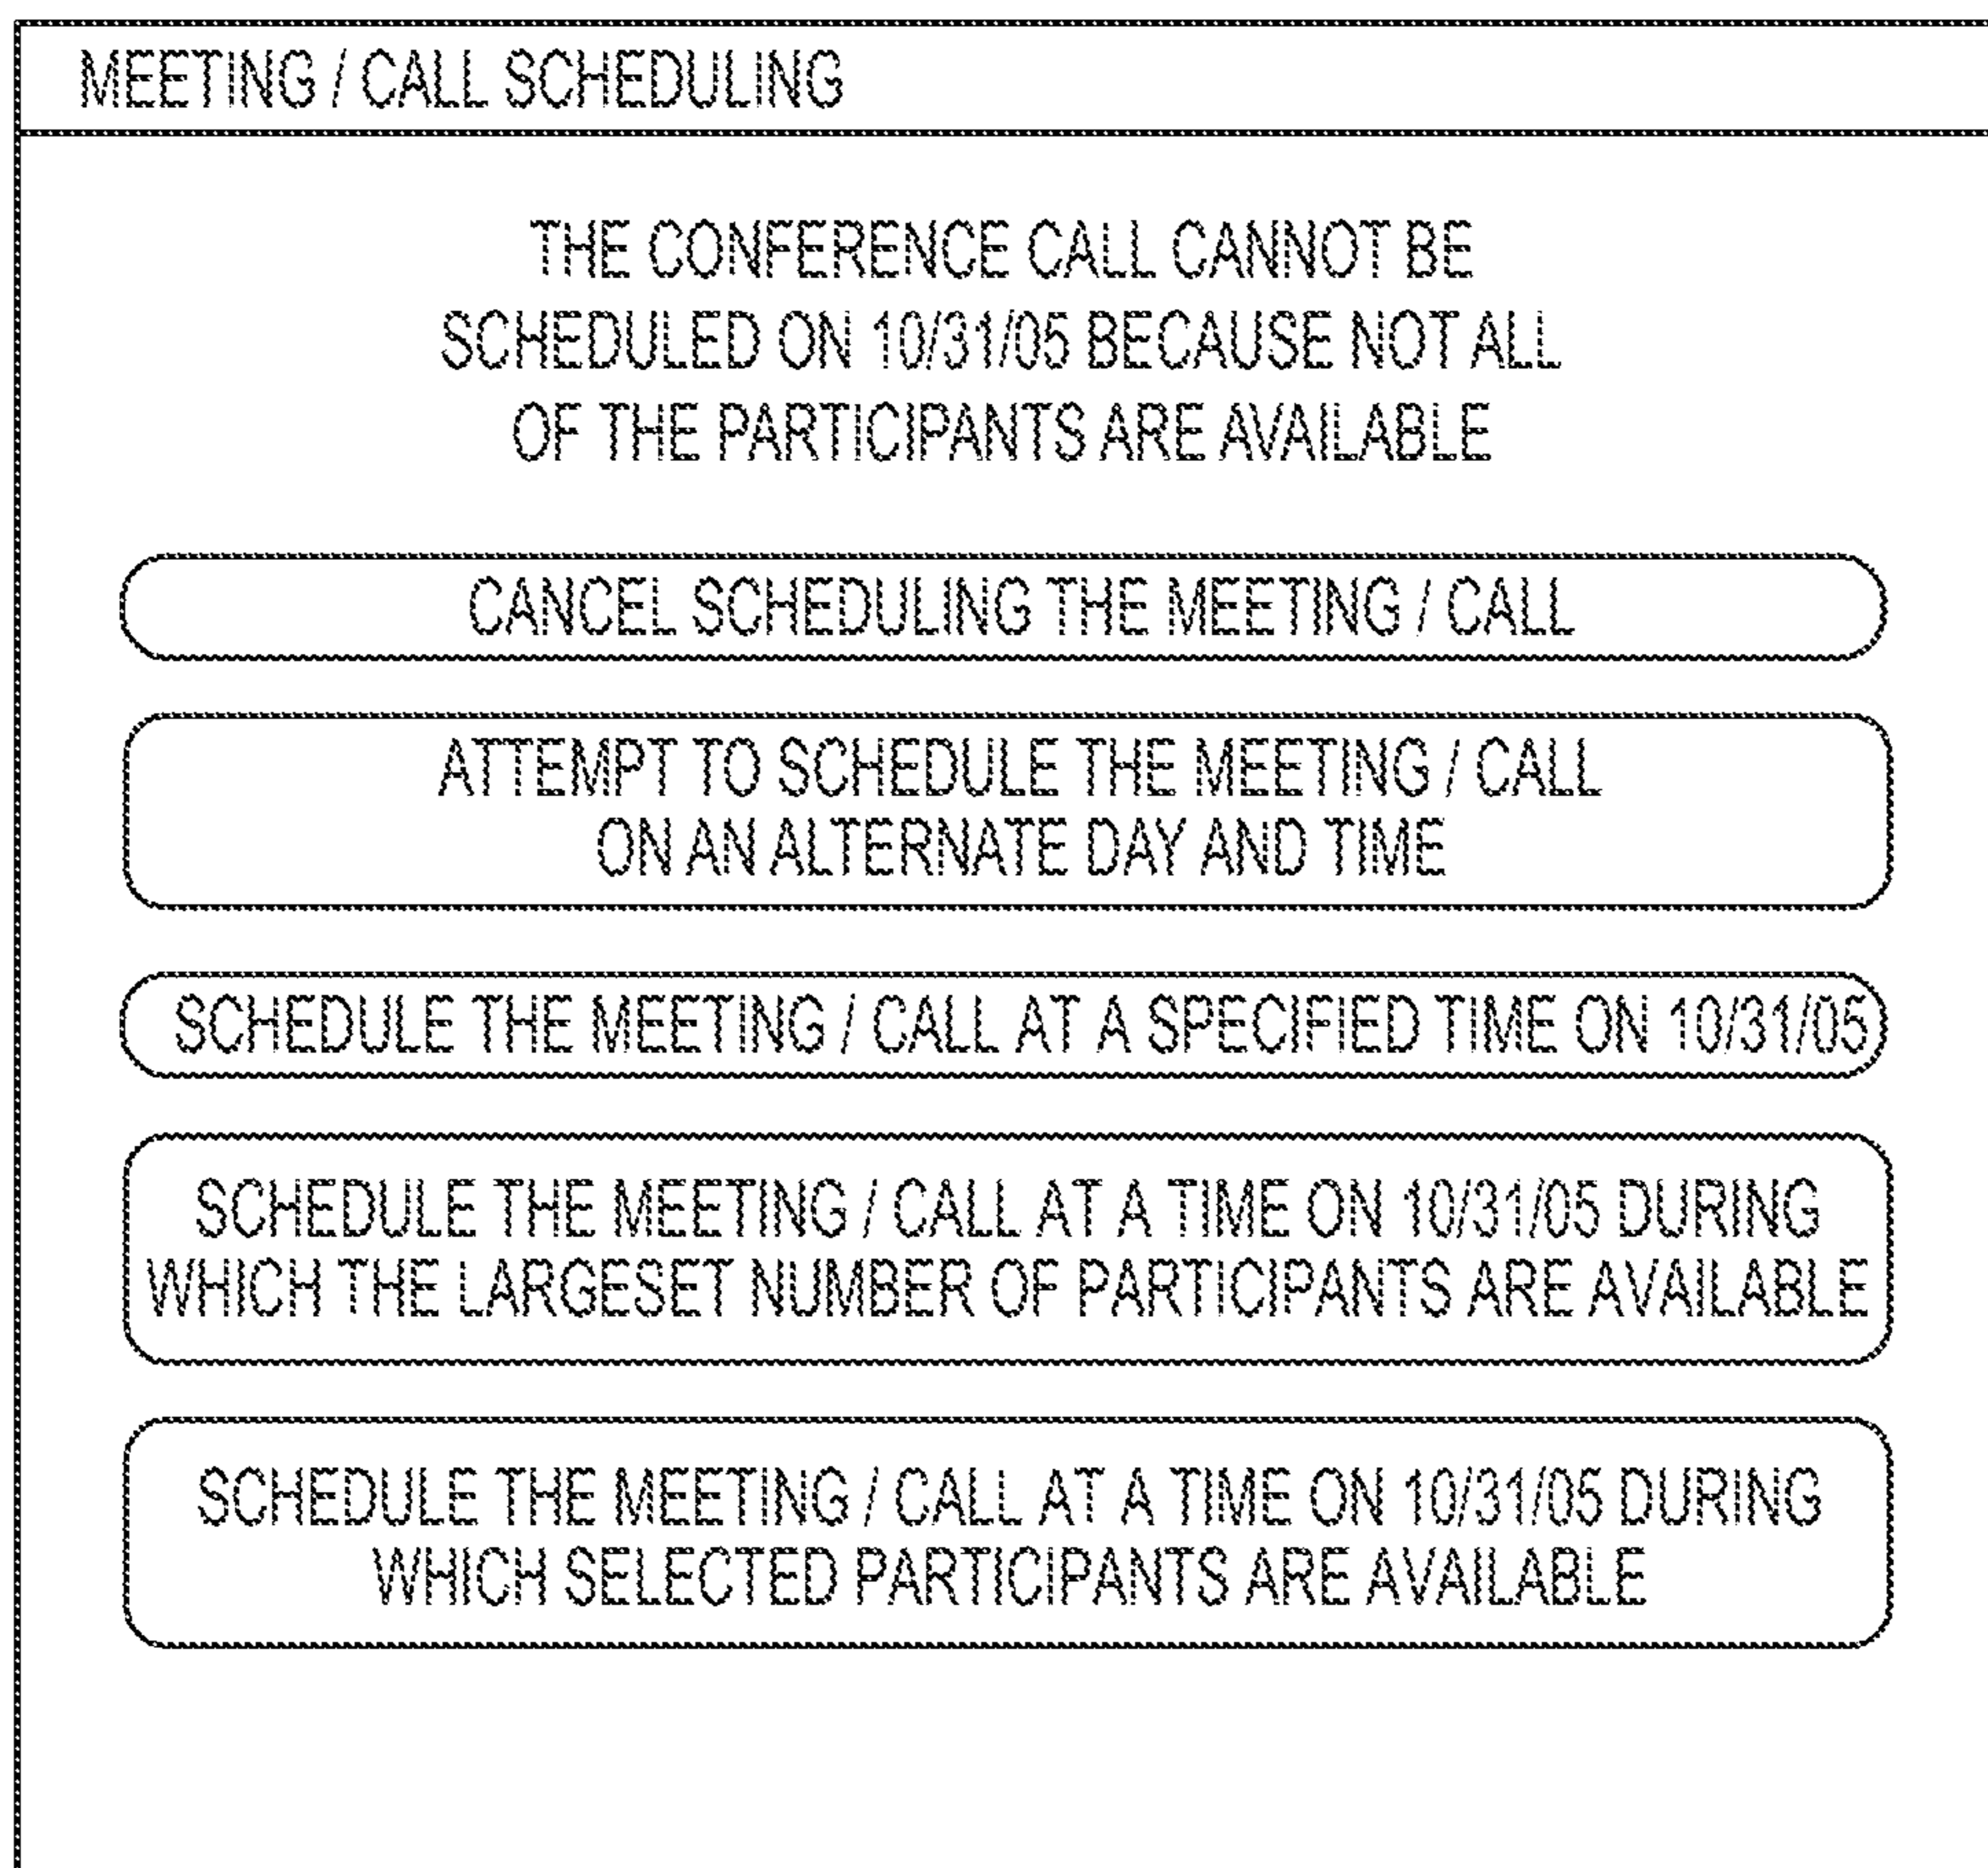 MEETING / CALL SCHEDULING
THE CONFERENCE CALL CANNOT BE
SCHEDULED ON 10/31/05 BECAUSE NOT ALL
OF THE PARTICIPANTS ARE AVAILABLE
CANCEL SCHEDULING THE MEETING / CALL
ATTEMPT TO SCHEDULE THE MEETING / CALL
ON AN ALTERNATE DAY AND TIME
SCHEDULE THE MEETING / CALL AT A SPECIFIED TIME ON 10/31/05
SCHEDULE THE MEETING / CALL AT A TIME ON 10/31/05 DURING
WHICH THE LARGESET NUMBER OF PARTICIPANTS ARE AVAILABLE
SCHEDULE THE MEETING / CALL AT A TIME ON 10/31/05 DURING
WHICH SELECTED PARTICIPANTS ARE AVAILABLE